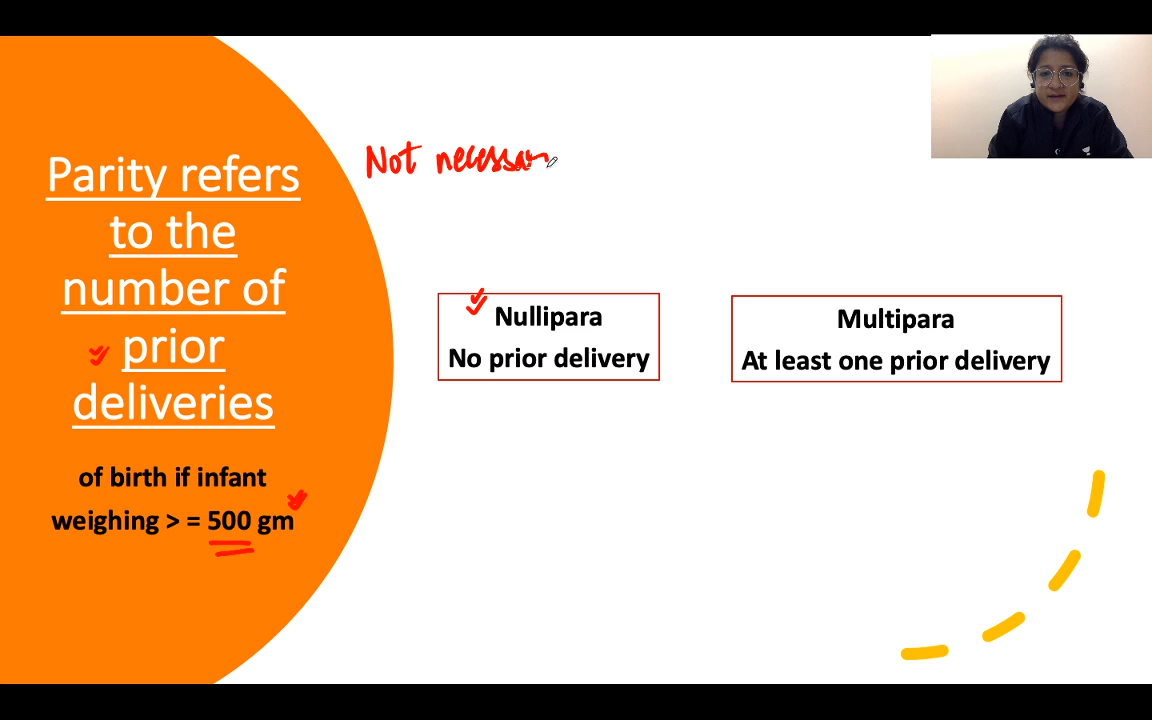 Parity refers
to the
number of
prior
deliveries
of birth if infant
weighing > = 500 gm
Not necessary
Nullipara
No prior delivery
Multipara
At least one prior delivery